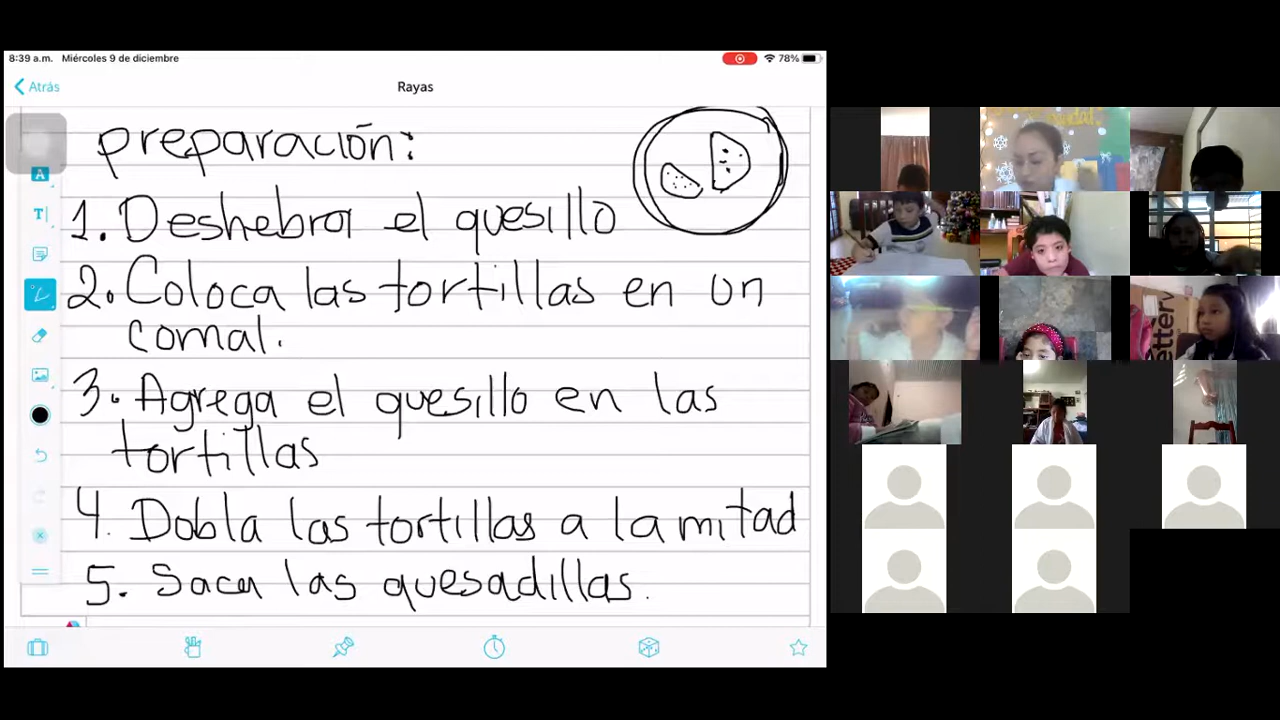 8:39 a.m. Miércoles 9 de diciembre
78%
Atrás
Rayas
preparación:
1. Deshebra el quesillo
2. Coloca las tortillas en un
comal.
3. Agrega el quesillo en las
tortillas
4. Dobla las tortillas a la mitad
5. Saca las quesadillas.